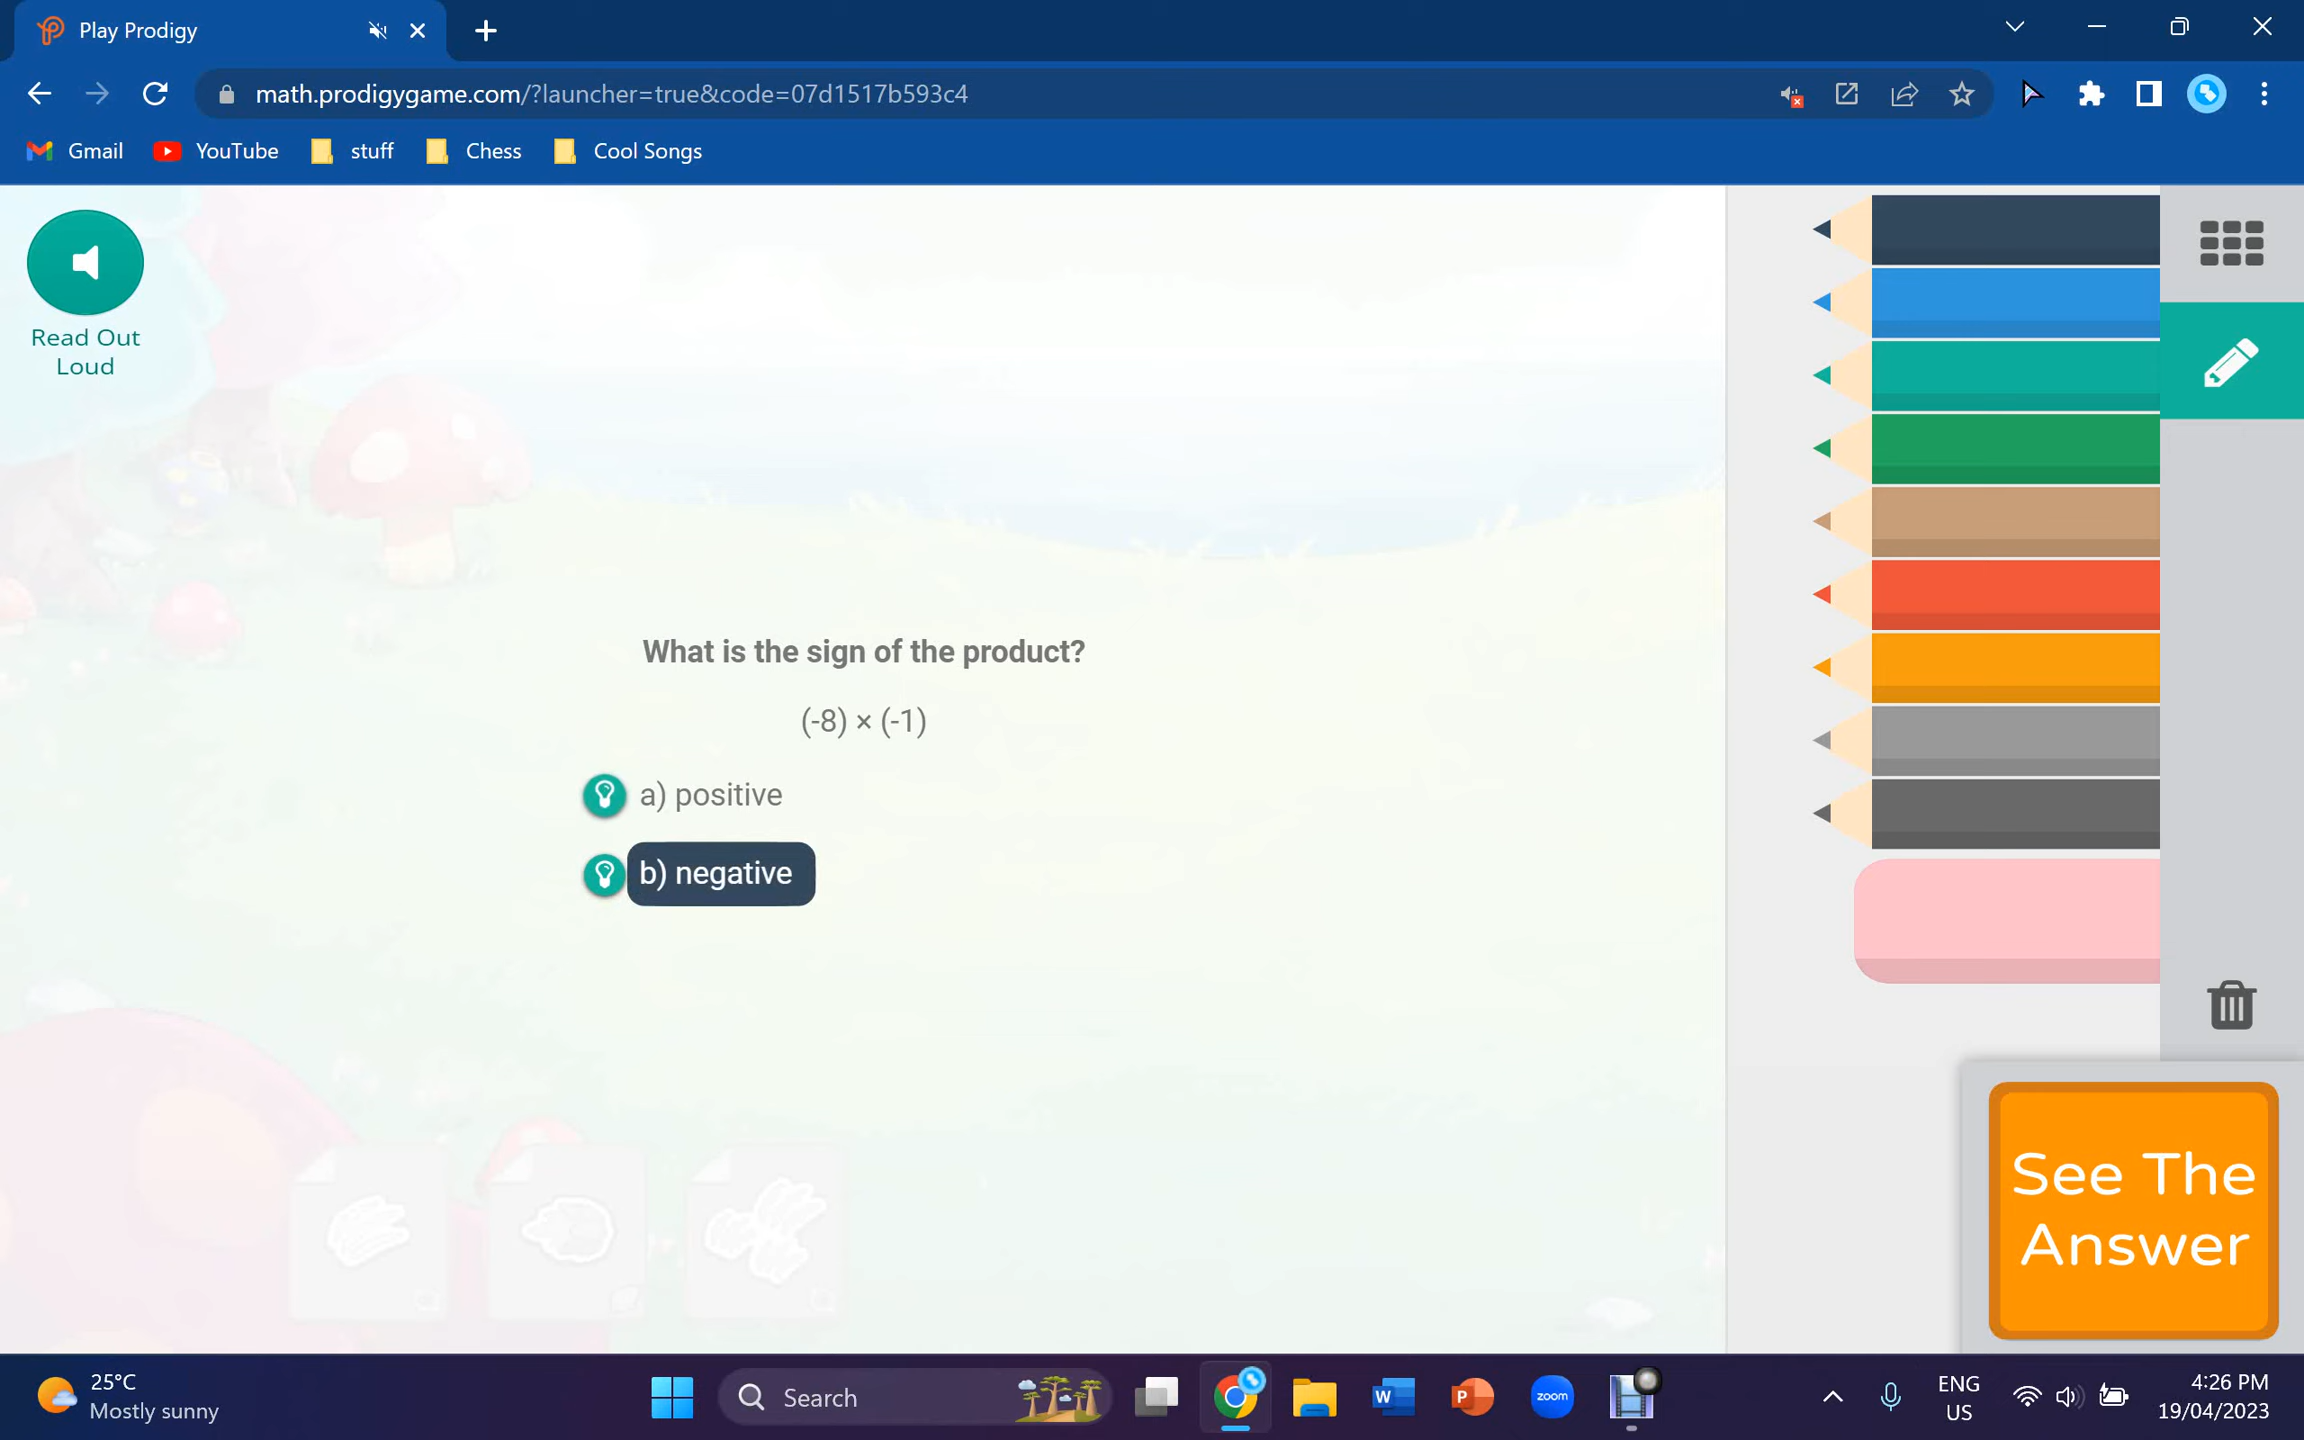 Play Prodigy
math.prodigygame.com/?launcher=true&code=07d1517b593c4
Gmail
YouTube
stuff
Chess
Cool Songs
Read Out
Loud
What is the sign of the product?
(-8) × (-1)
a) positive
b) negative
See The
Answer
25°C
Mostly sunny
Search
W
P
zoom
ENG
US
4:26 PM
19/04/2023